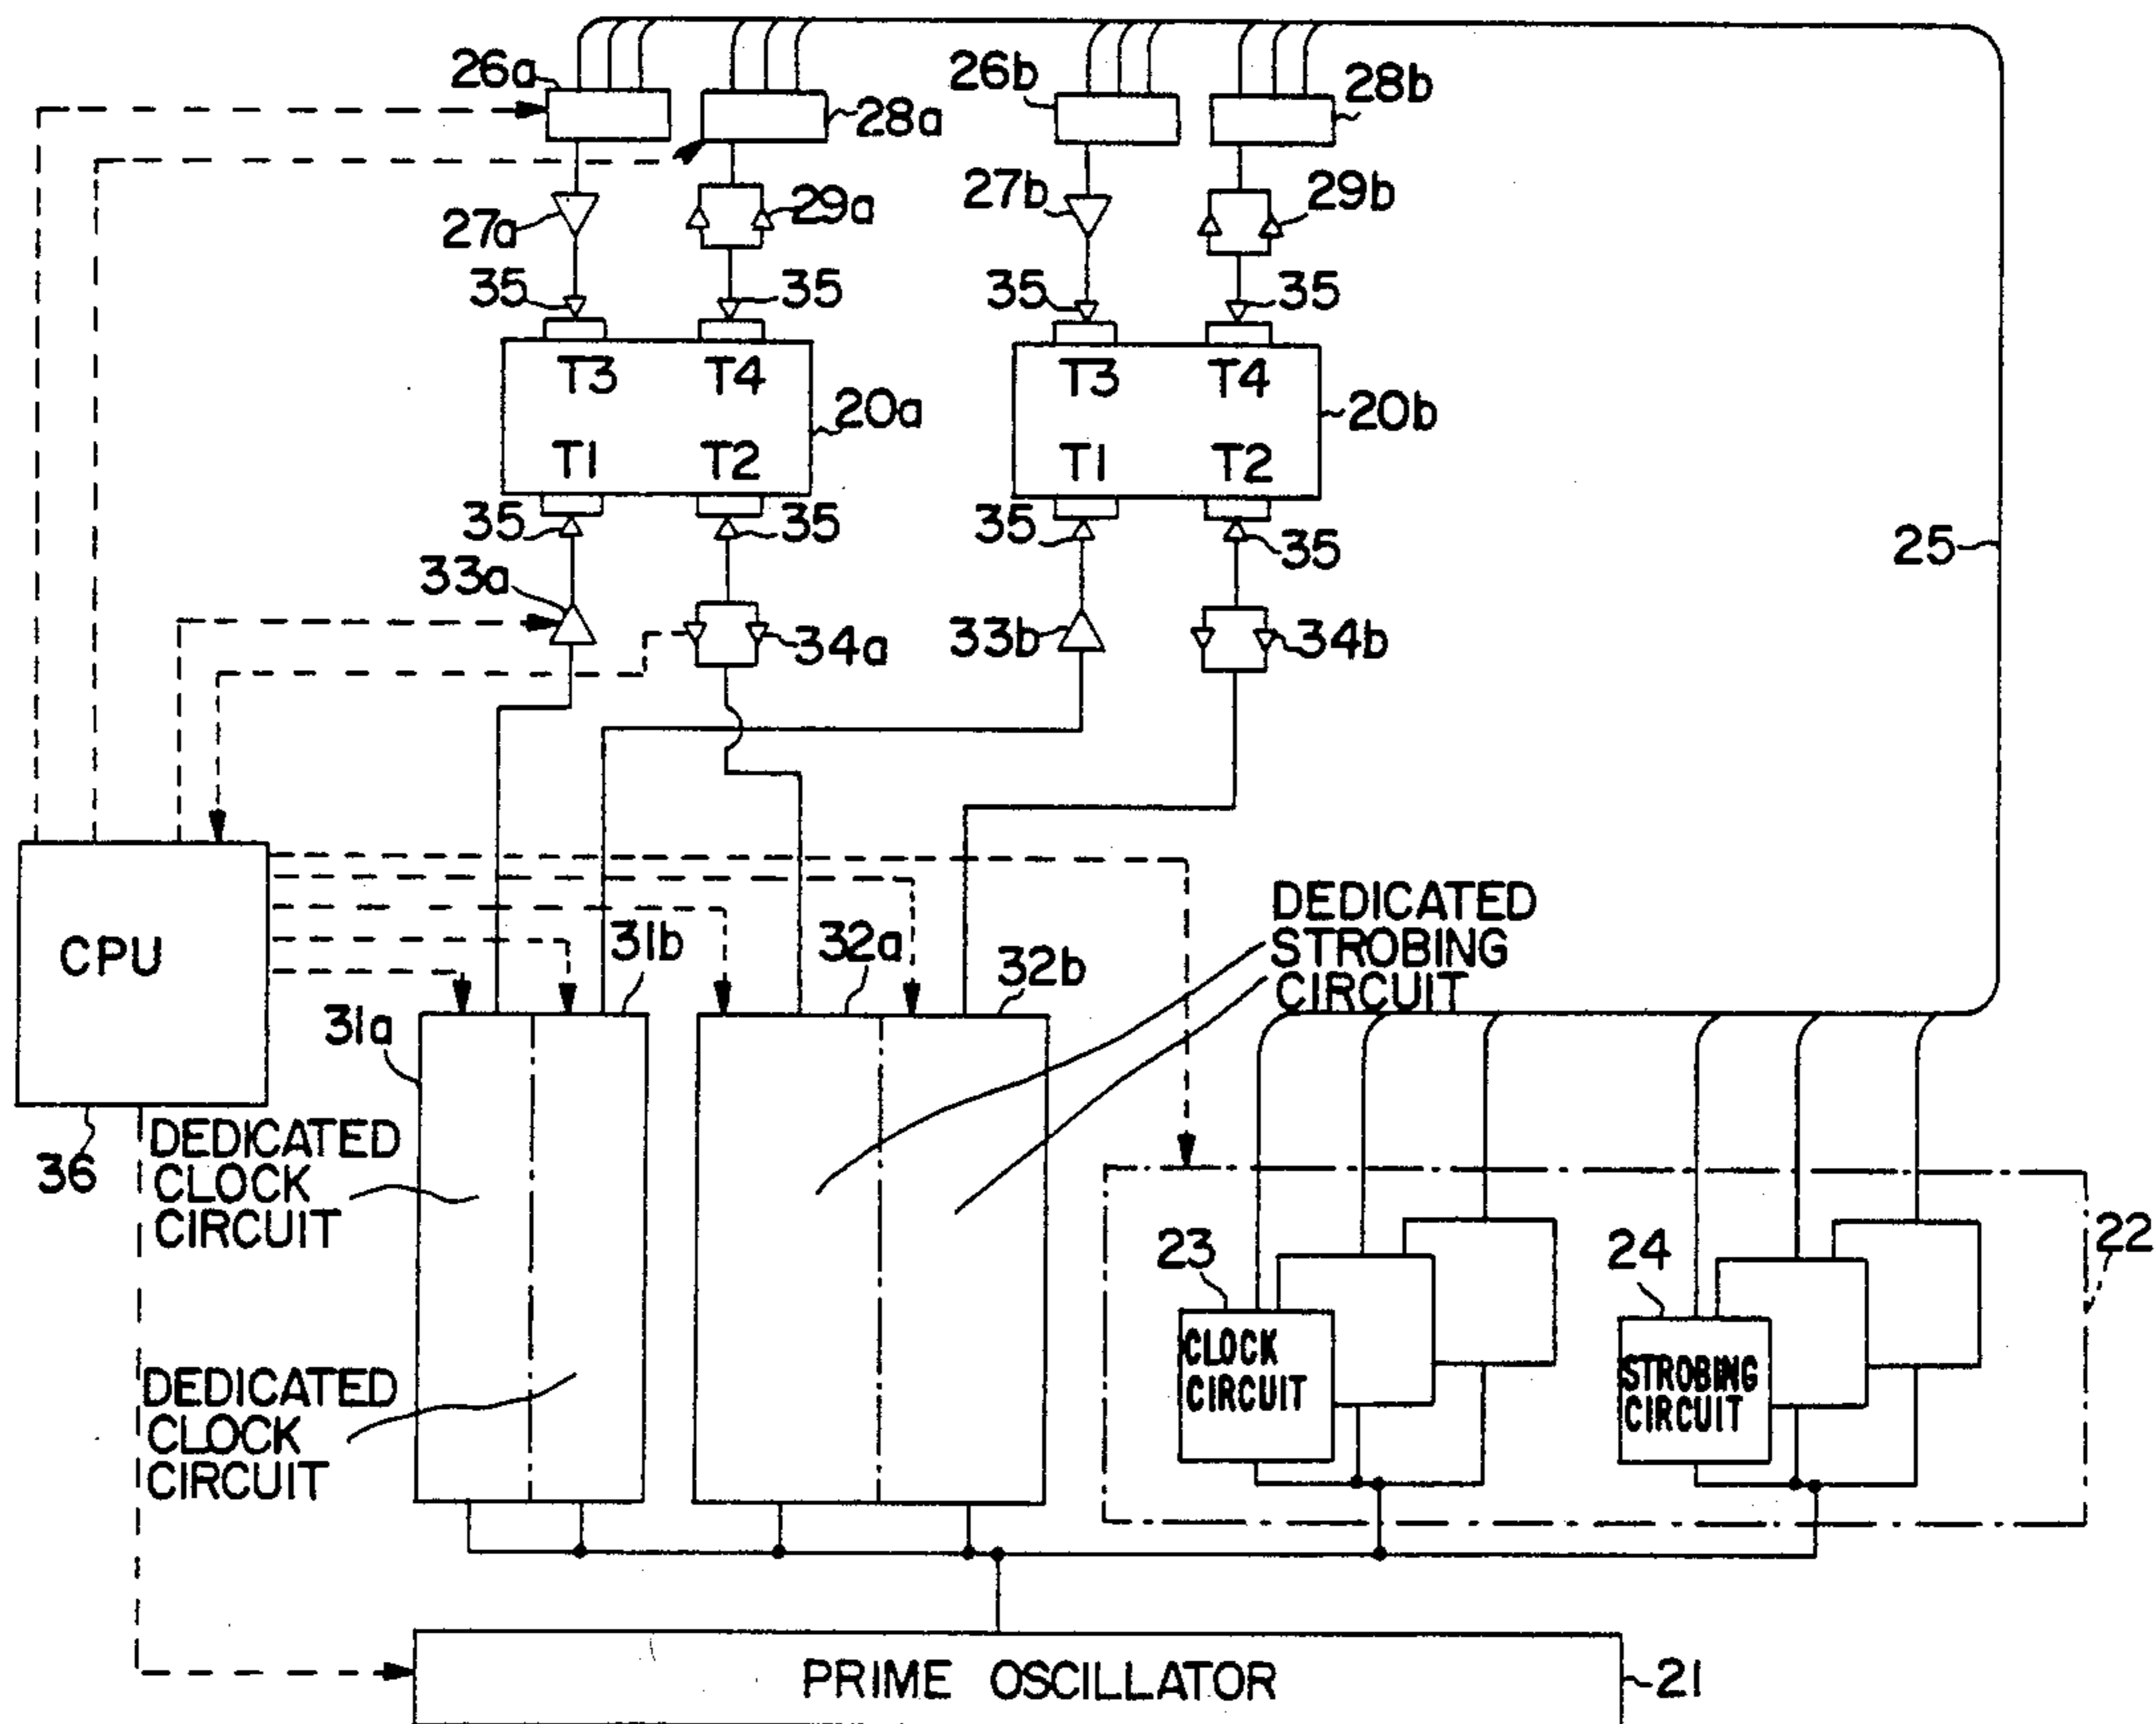 26a
28a
26b
28b
27a
29a
27b
29b
35
35
35
35
T3 T4
20a
T3 T4
20b
T1 T2
T1 T2
35
35
35
35
25
33a
34a
33b
34b
CPU
31b
32a
32b
DEDICATED
STROBING
CIRCUIT
31a
36
DEDICATED
CLOCK
CIRCUIT
23
24
22
CLOCK
CIRCUIT
STROBING
CIRCUIT
DEDICATED
CLOCK
CIRCUIT
PRIME OSCILLATOR
21